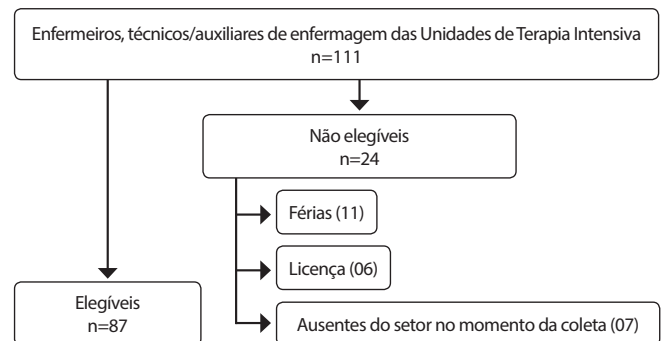 Enfermeiros, técnicos/auxiliares de enfermagem das Unidades de Terapia Intensiva
n=111
Não elegíveis
n=24
Férias (11)
Licença (06)
Elegíveis
n=87
Ausentes do setor no momento da coleta (07)